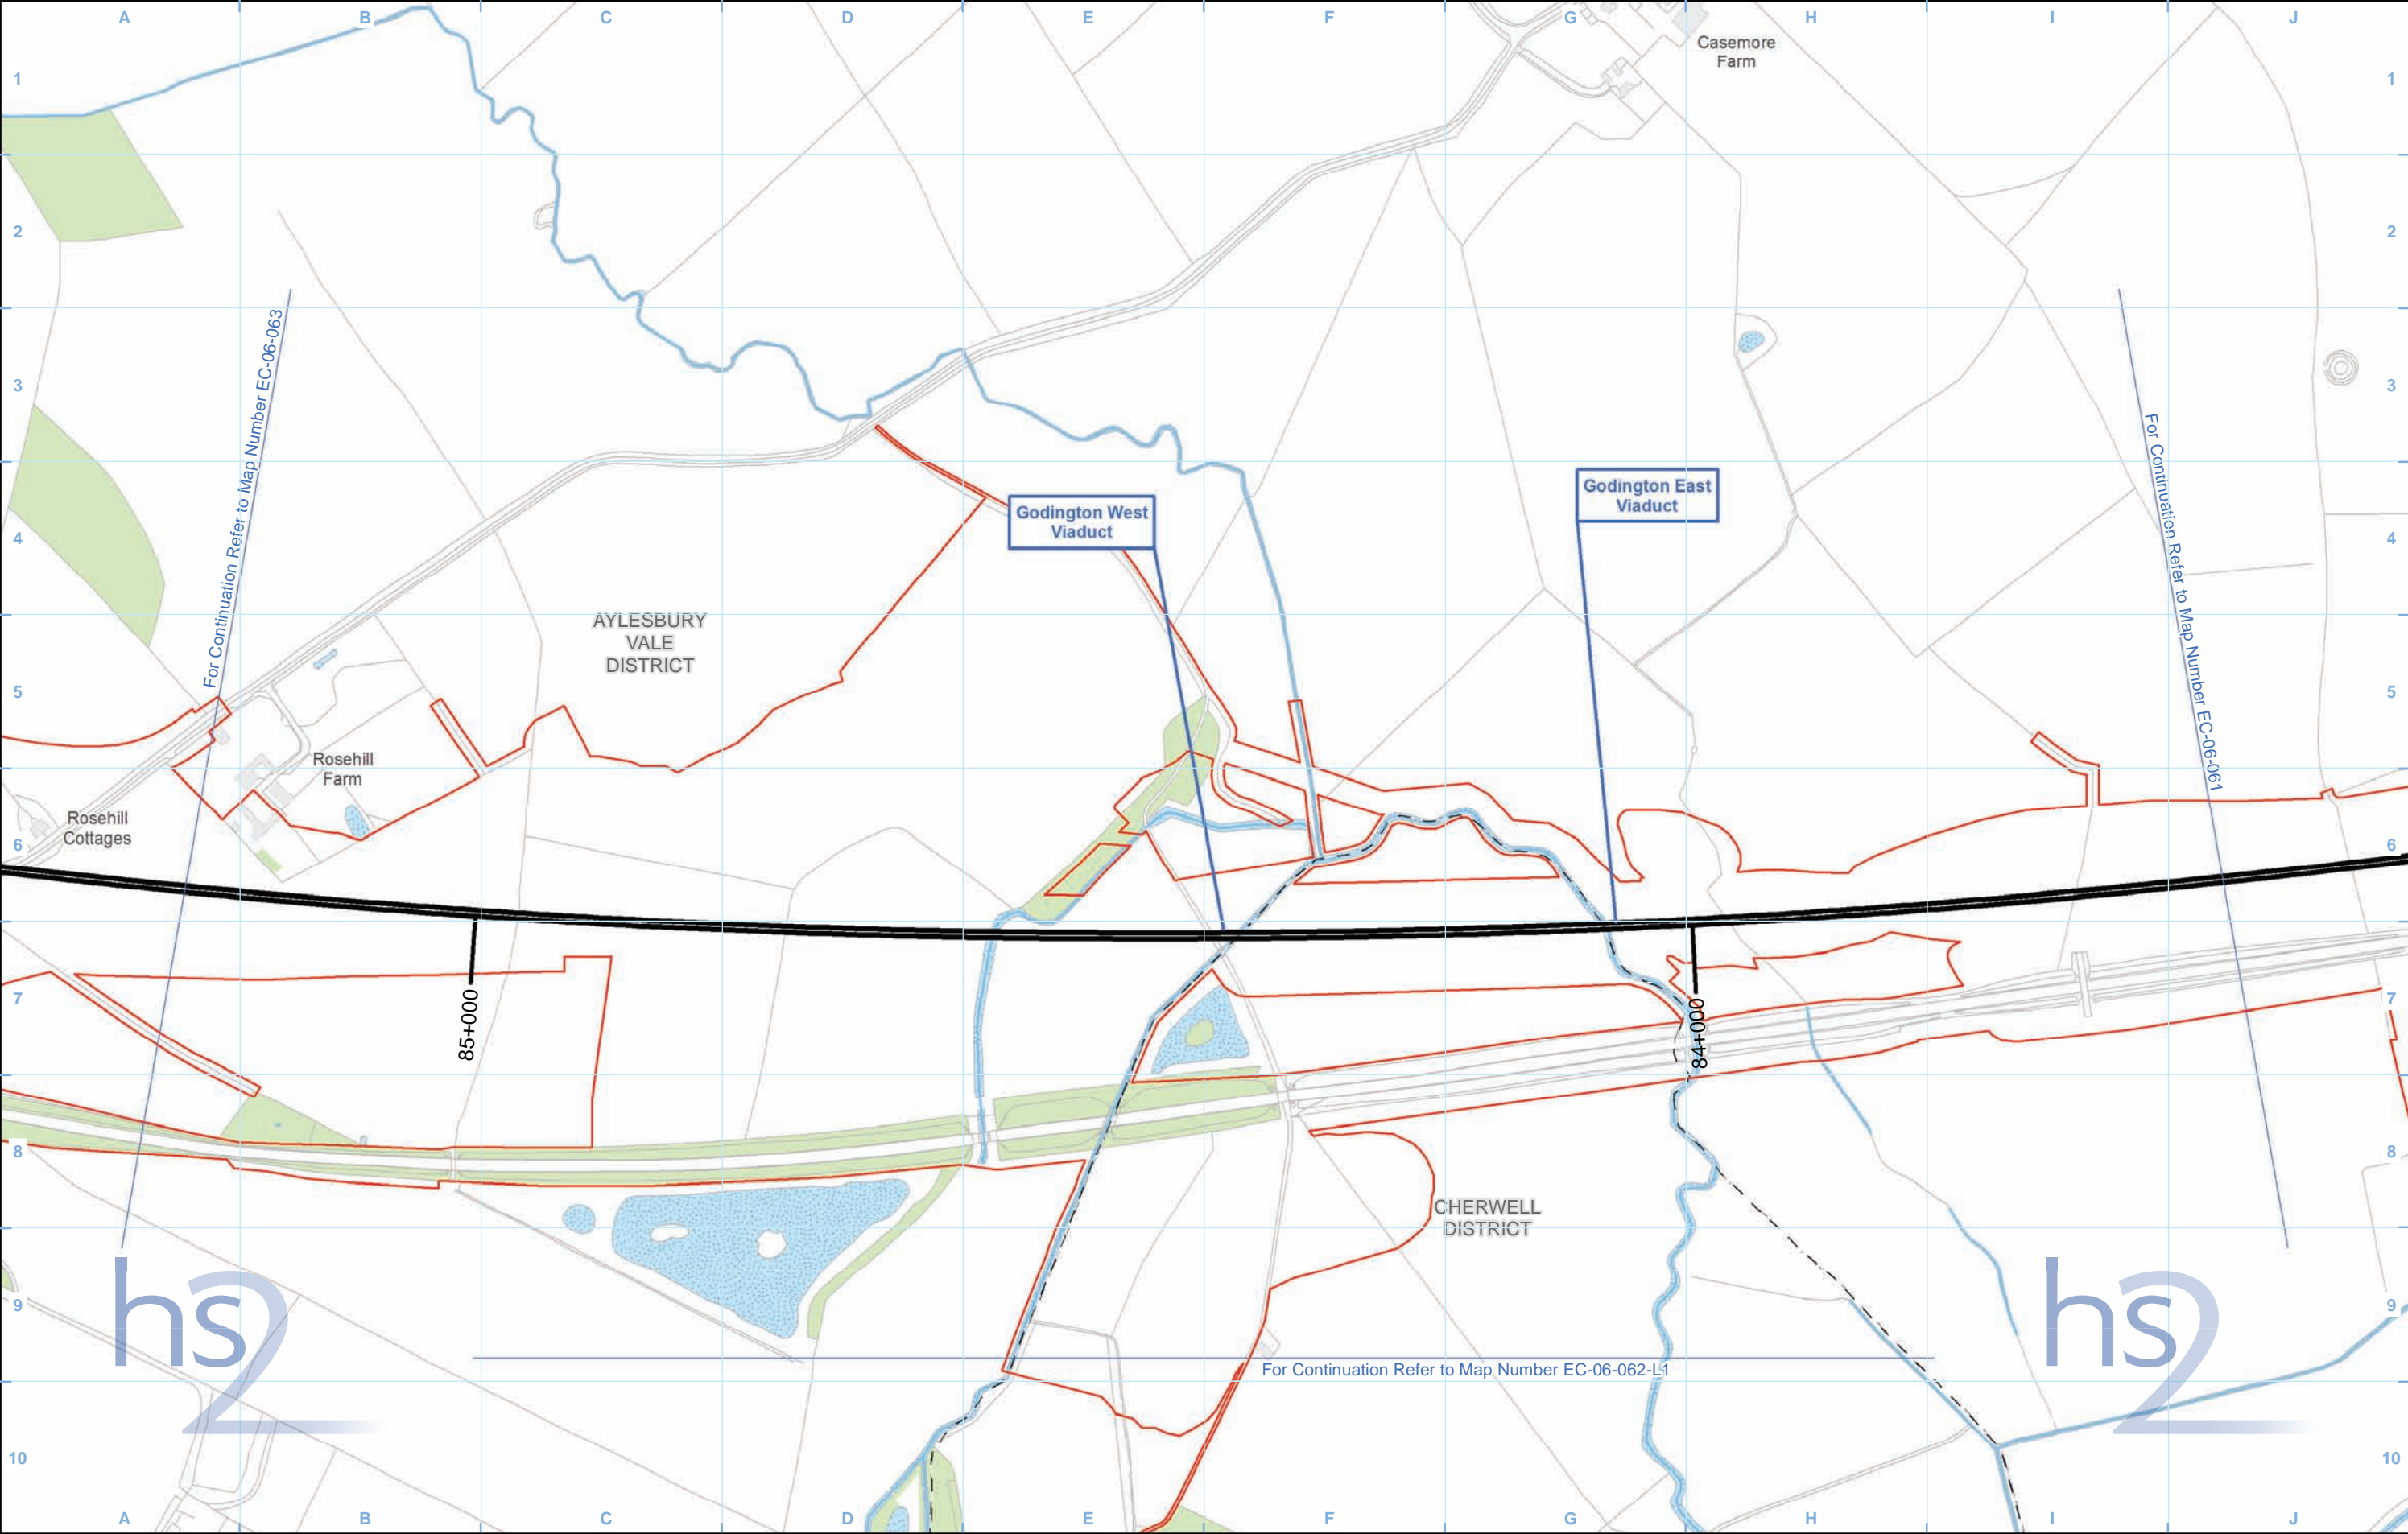 A B C D E F G H I J
Casemore
Farm
1 1
2 2
3 3
For Continuation Refer to Map Number EC-06-063
For Continuation Refer to Map Number EC-06-061
Godington West
Viaduct
Godington East
Viaduct
4 4
AYLESBURY
VALE
DISTRICT
5 5
Rosehill
Farm
Rosehill
Cottages
6 6
7 7
85+000
84+000
8 8
CHERWELL
DISTRICT
hs2
hs2
9 9
For Continuation Refer to Map Number EC-06-062-L1
10 10
A B C D E F G H I J